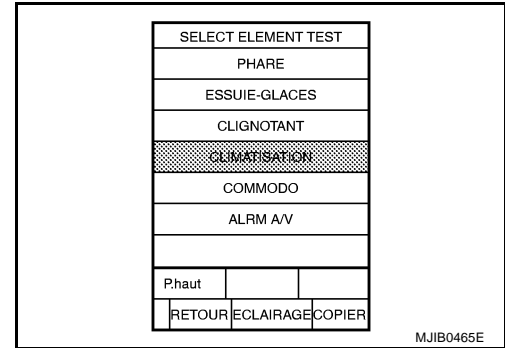 SELECT ELEMENT TEST
PHARE
ESSUIE-GLACES
CLIGNOTANT
CLIMATISATION
COMMODO
ALRM A/V
P.haut
RETOUR ECLAIRAGE COPIER
MJIB0465E